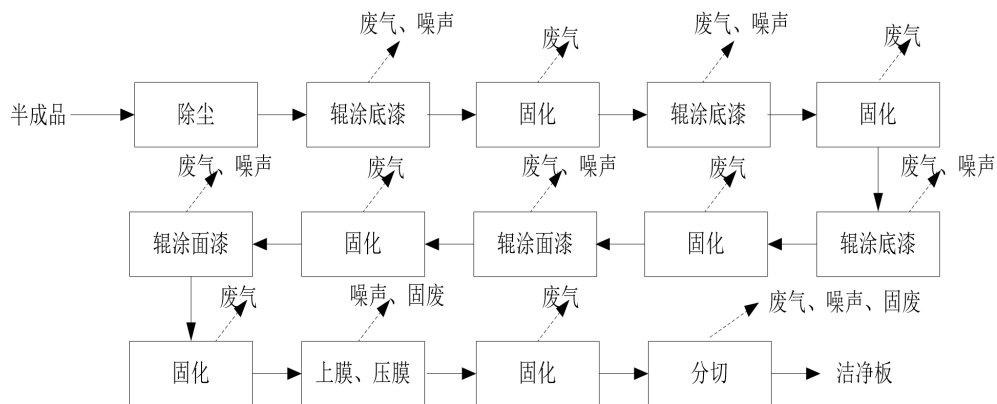 废气、噪声
废气
废气、噪声
废气
半成品
除尘
辊涂底漆
固化
辊涂底漆
固化
废气、噪声
废气
废气、噪声
废气
废气、噪声
辊涂面漆
固化
辊涂面漆
固化
辊涂底漆
废气
噪声、固废
废气
废气、噪声、固废
固化
上膜、压膜
固化
分切
洁净板